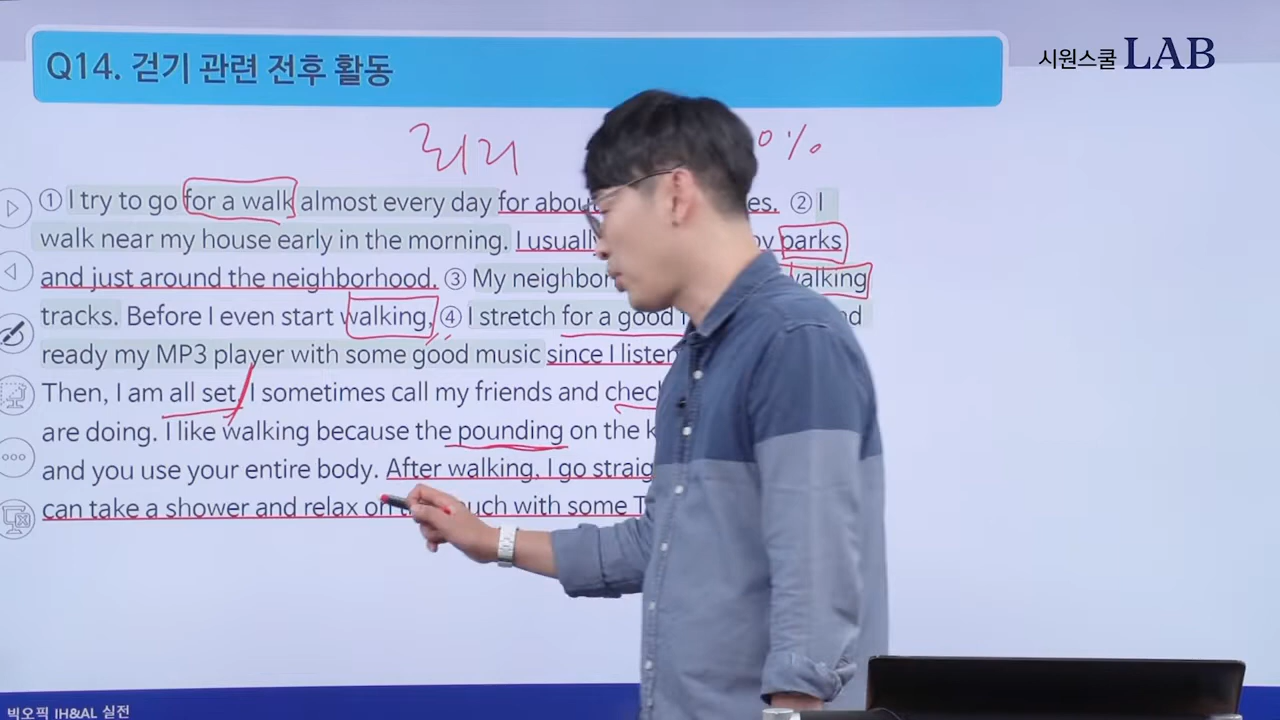 Q14. 걷기 관련 전후 활동
시원스쿨 LAB
리리 0%
① I try to go for a walk almost every day for about es. ② I
walk near my house early in the morning. I usually by parks
and just around the neighborhood. ③ My neighbor walking
tracks. Before I even start walking, ④ I stretch for a good
ready my MP3 player with some good music since I listen
Then, I am all set. I sometimes call my friends and check
are doing. I like walking because the pounding on the k
and you use your entire body. After walking, I go straig
can take a shower and relax on uch with some T
빅오픽 IH&AL 실전